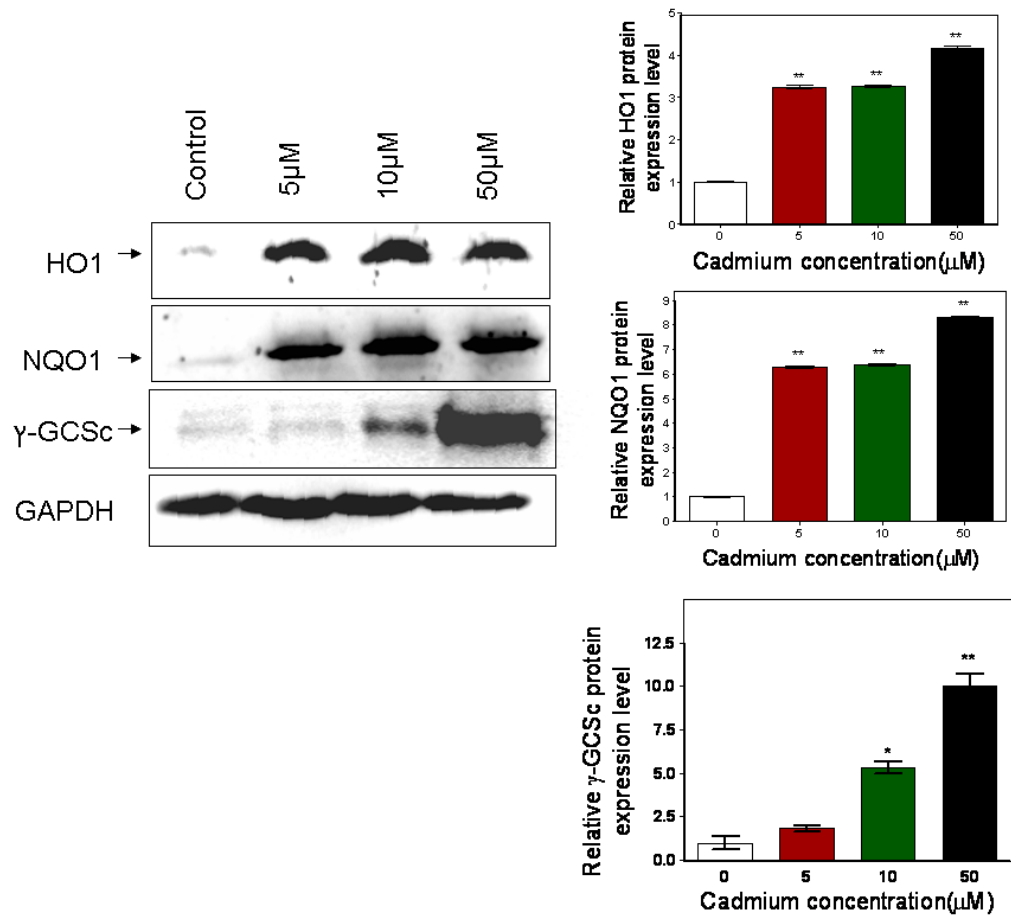 Control
5µM
10µM
50µM
HO1
NQO1
γ-GCSc
GAPDH
Relative HO1 protein
expression level
5
4
3
2
1
0
**
**
**
0 5 10 50
Cadmium concentration(µM)
Relative NQO1 protein
expression level
9
8
7
6
5
4
3
2
1
0
**
**
**
0 5 10 50
Cadmium concentration(µM)
Relative γ-GCSc protein
expression level
12.5
10.0
7.5
5.0
2.5
0.0
*
**
0 5 10 50
Cadmium concentration(µM)